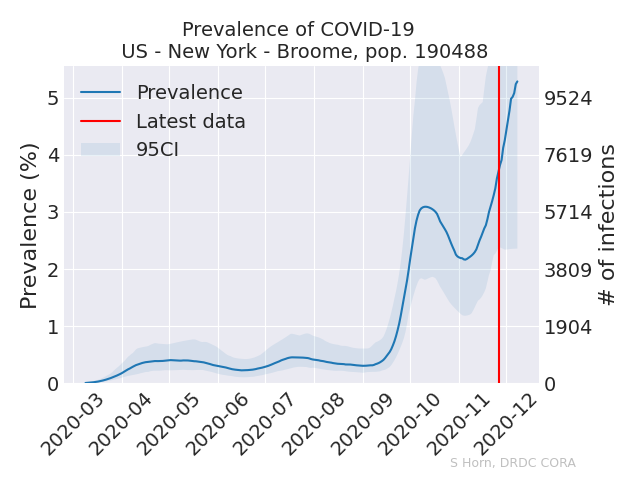 Prevalence of COVID-19
US - New York - Broome, pop. 190488
Prevalence
Latest data
95CI
Prevalence (%)
5
4
3
2
1
0
9524
7619
5714
3809
1904
0
# of infections
2020-03
2020-04
2020-05
2020-06
2020-07
2020-08
2020-09
2020-10
2020-11
2020-12
S Horn, DRDC CORA